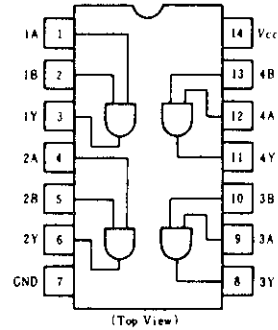 1A 1 14 Vcc
1B 2 13 4B
1Y 3 12 4A
2A 4 11 4Y
2B 5 10 3B
2Y 6 9 3A
GND 7 8 3Y
(Top View)